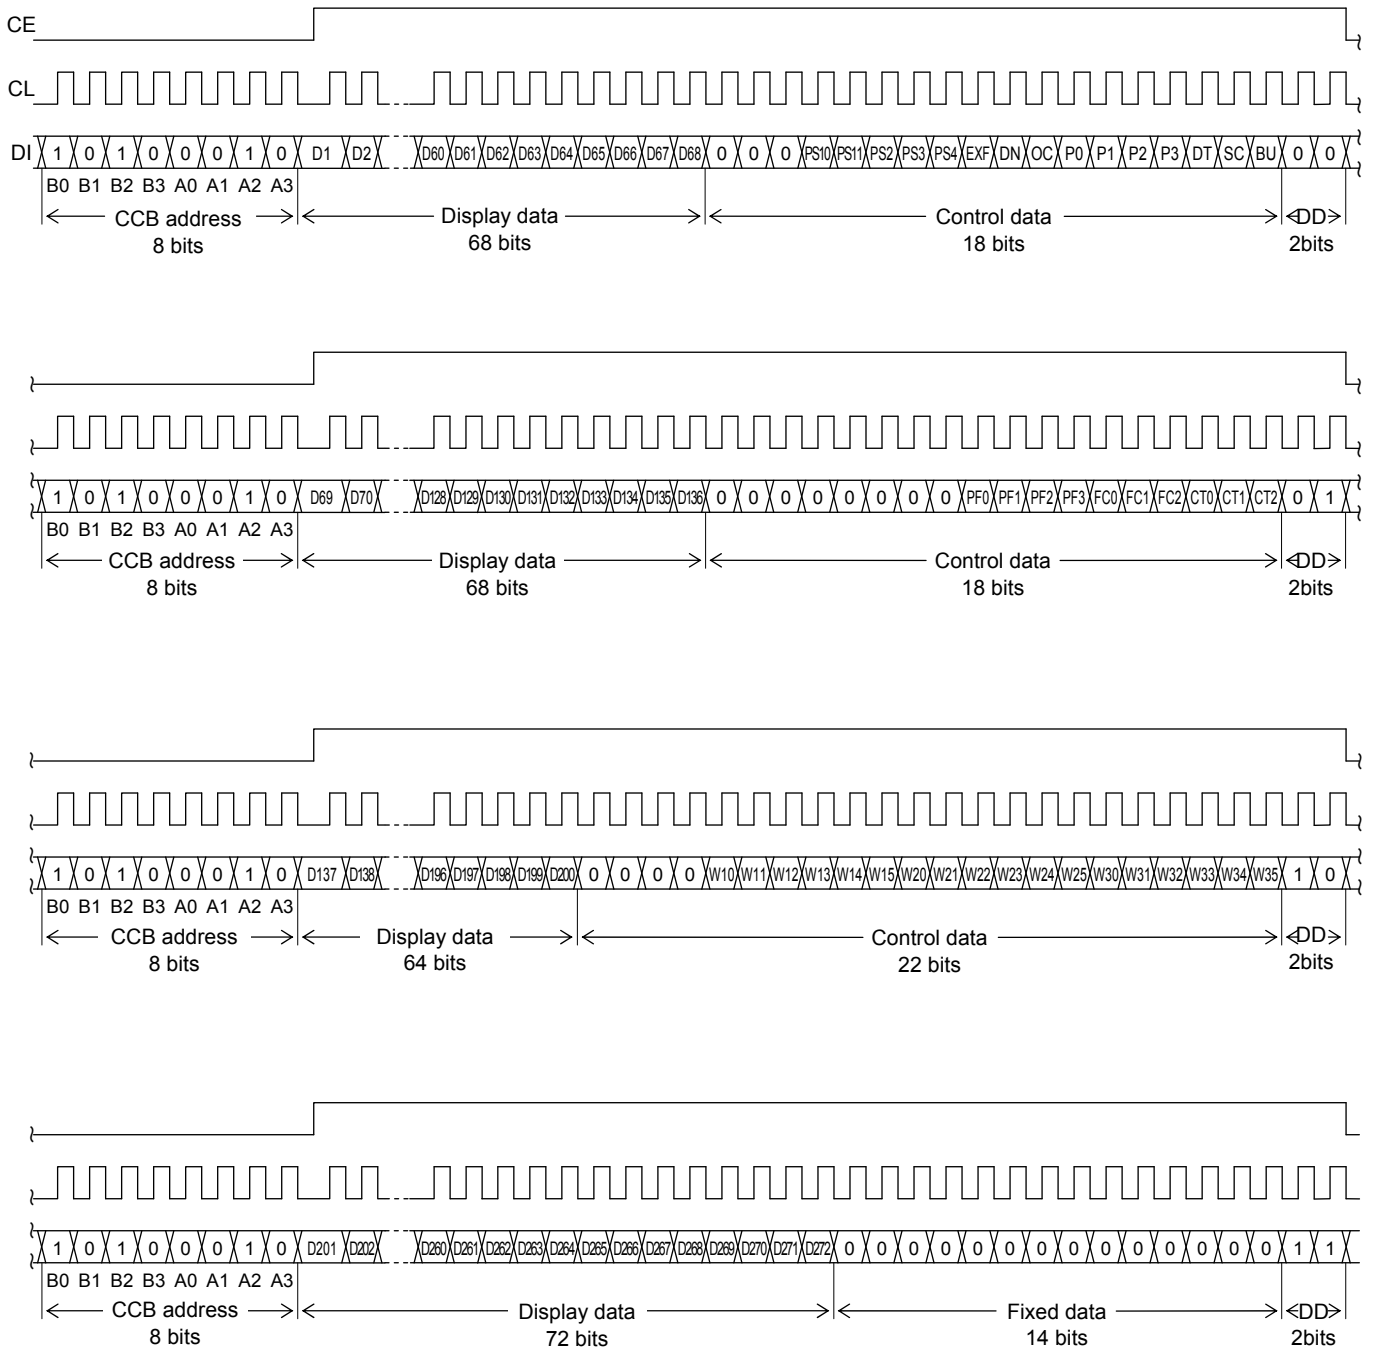 CE
CL
DI 1 0 1 0 0 0 1 0 D1 D2 D60 D61 D62 D63 D64 D65 D66 D67 D68 0 0 0 PS10 PS11 PS2 PS3 PS4 EXF DN OC P0 P1 P2 P3 DT SC BU 0 0
B0 B1 B2 B3 A0 A1 A2 A3
CCB address Display data Control data DD
8 bits 68 bits 18 bits 2bits
1 0 1 0 0 0 1 0 D69 D70 D128 D129 D130 D131 D132 D133 D134 D135 D136 0 0 0 0 0 0 0 0 PF0 PF1 PF2 PF3 FC0 FC1 FC2 CT0 CT1 CT2 0 1
B0 B1 B2 B3 A0 A1 A2 A3
CCB address Display data Control data DD
8 bits 68 bits 18 bits 2bits
1 0 1 0 0 0 1 0 D137 D138 D196 D197 D198 D199 D200 0 0 0 0 W10 W11 W12 W13 W14 W15 W20 W21 W22 W23 W24 W25 W30 W31 W32 W33 W34 W35 1 0
B0 B1 B2 B3 A0 A1 A2 A3
CCB address Display data Control data DD
8 bits 64 bits 22 bits 2bits
1 0 1 0 0 0 1 0 D201 D202 D260 D261 D262 D263 D264 D265 D266 D267 D268 D269 D270 D271 D272 0 0 0 0 0 0 0 0 0 0 0 0 0 0 1 1
B0 B1 B2 B3 A0 A1 A2 A3
CCB address Display data Fixed data DD
8 bits 72 bits 14 bits 2bits